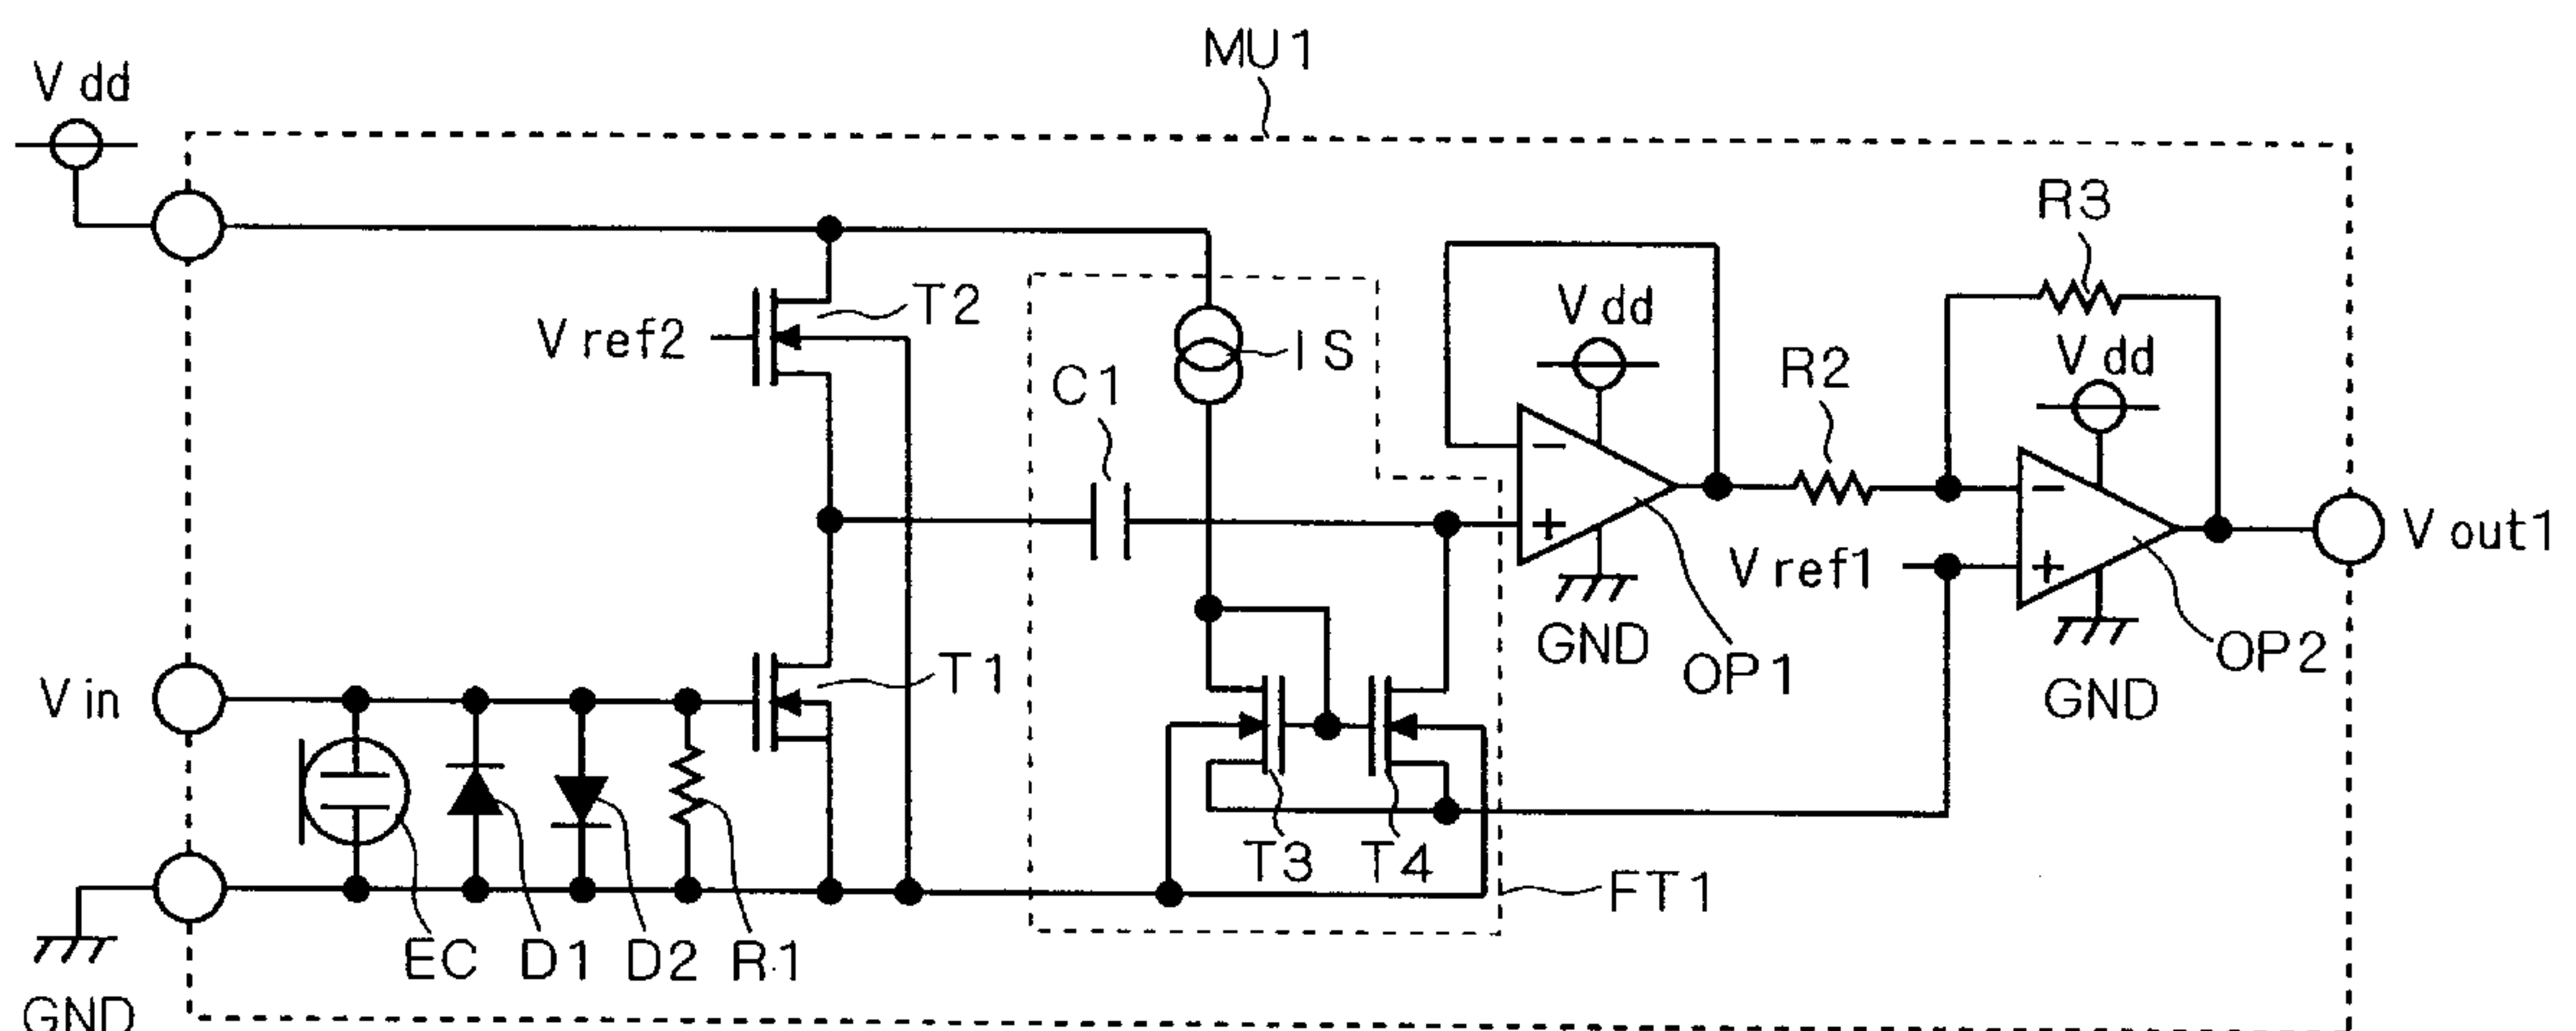 MU1
V dd
R3
T2
V ref2
V dd
IS
V dd
C1
R2
V ref1
V out1
GND
OP1
OP2
GND
V in
T1
T3
T4
FT1
EC
D1
D2
R1
GND